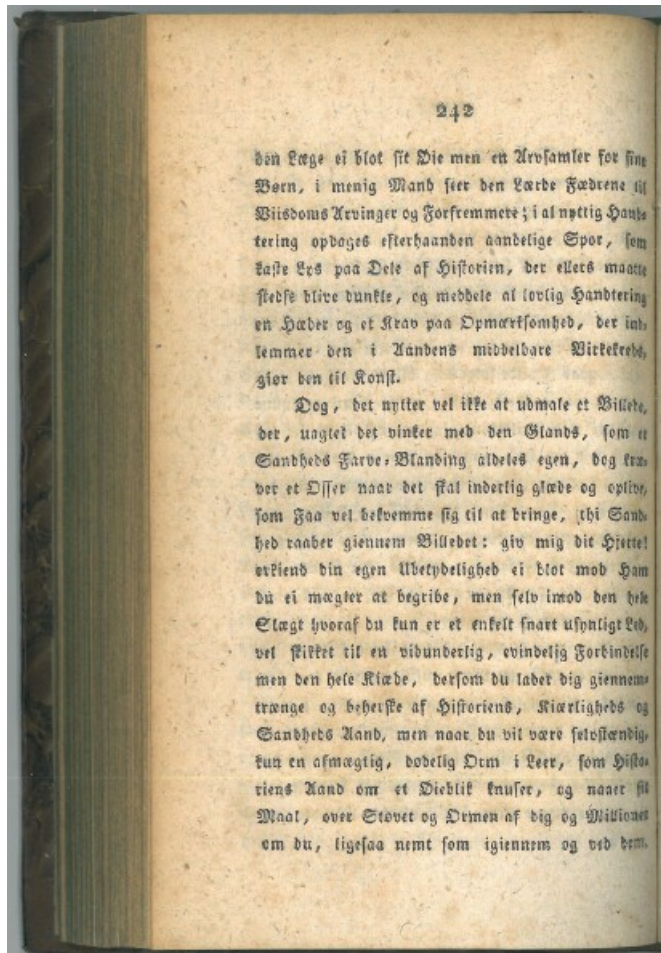 242
den Læge ei blot sit Øie men en Arvsamler for sine
Børn, i menig Mand seer den Lærde Fædrene til
Viisdoms Arvinger og Forfremmere; i al nyttig Hand-
tering opdages efterhaanden aandelige Spor, som
kaste Lys paa Dele af Historien, der ellers maatte
stedse blive dunkle, og meddele al lovlig Handtering
en Hæder og et Krav paa Opmærksomhed, der ind-
lemmer den i Aandens middelbare Virkekreds,
giør den til Konst.
Dog, det nytter vel ikke at udmale et Billede,
der, uagtet det vinker med den Glands, som er
Sandheds Farve-Blanding aldeles egen, dog kræ-
ver et Offer naar det skal inderlig glæde og oplive,
som Faa vel beqvemme sig til at bringe, thi Sand-
hed raaber giennem Billedet: giv mig dit Hjerte!
erkiend din egen Ubetydelighed ei blot mod Ham
du ei mægter at begribe, men selv imod den hele
Slægt hvoraf du kun er et enkelt snart usynligt Led,
vel skikket til en vidunderlig, evindelig Forbindelse
men den hele Kiæde, dersom du lader dig giennem-
trænge og beherske af Historiens, Kiærligheds og
Sandheds Aand, men naar du vil være selvstændig,
kun en afmægtig, dødelig Orm i Leer, som Histo-
riens Aand om et Øieblik knuser, og naaer sit
Maal, over Støvet og Ormen af dig og Millioner
om du, ligesaa nemt som igiennem og ved dem.